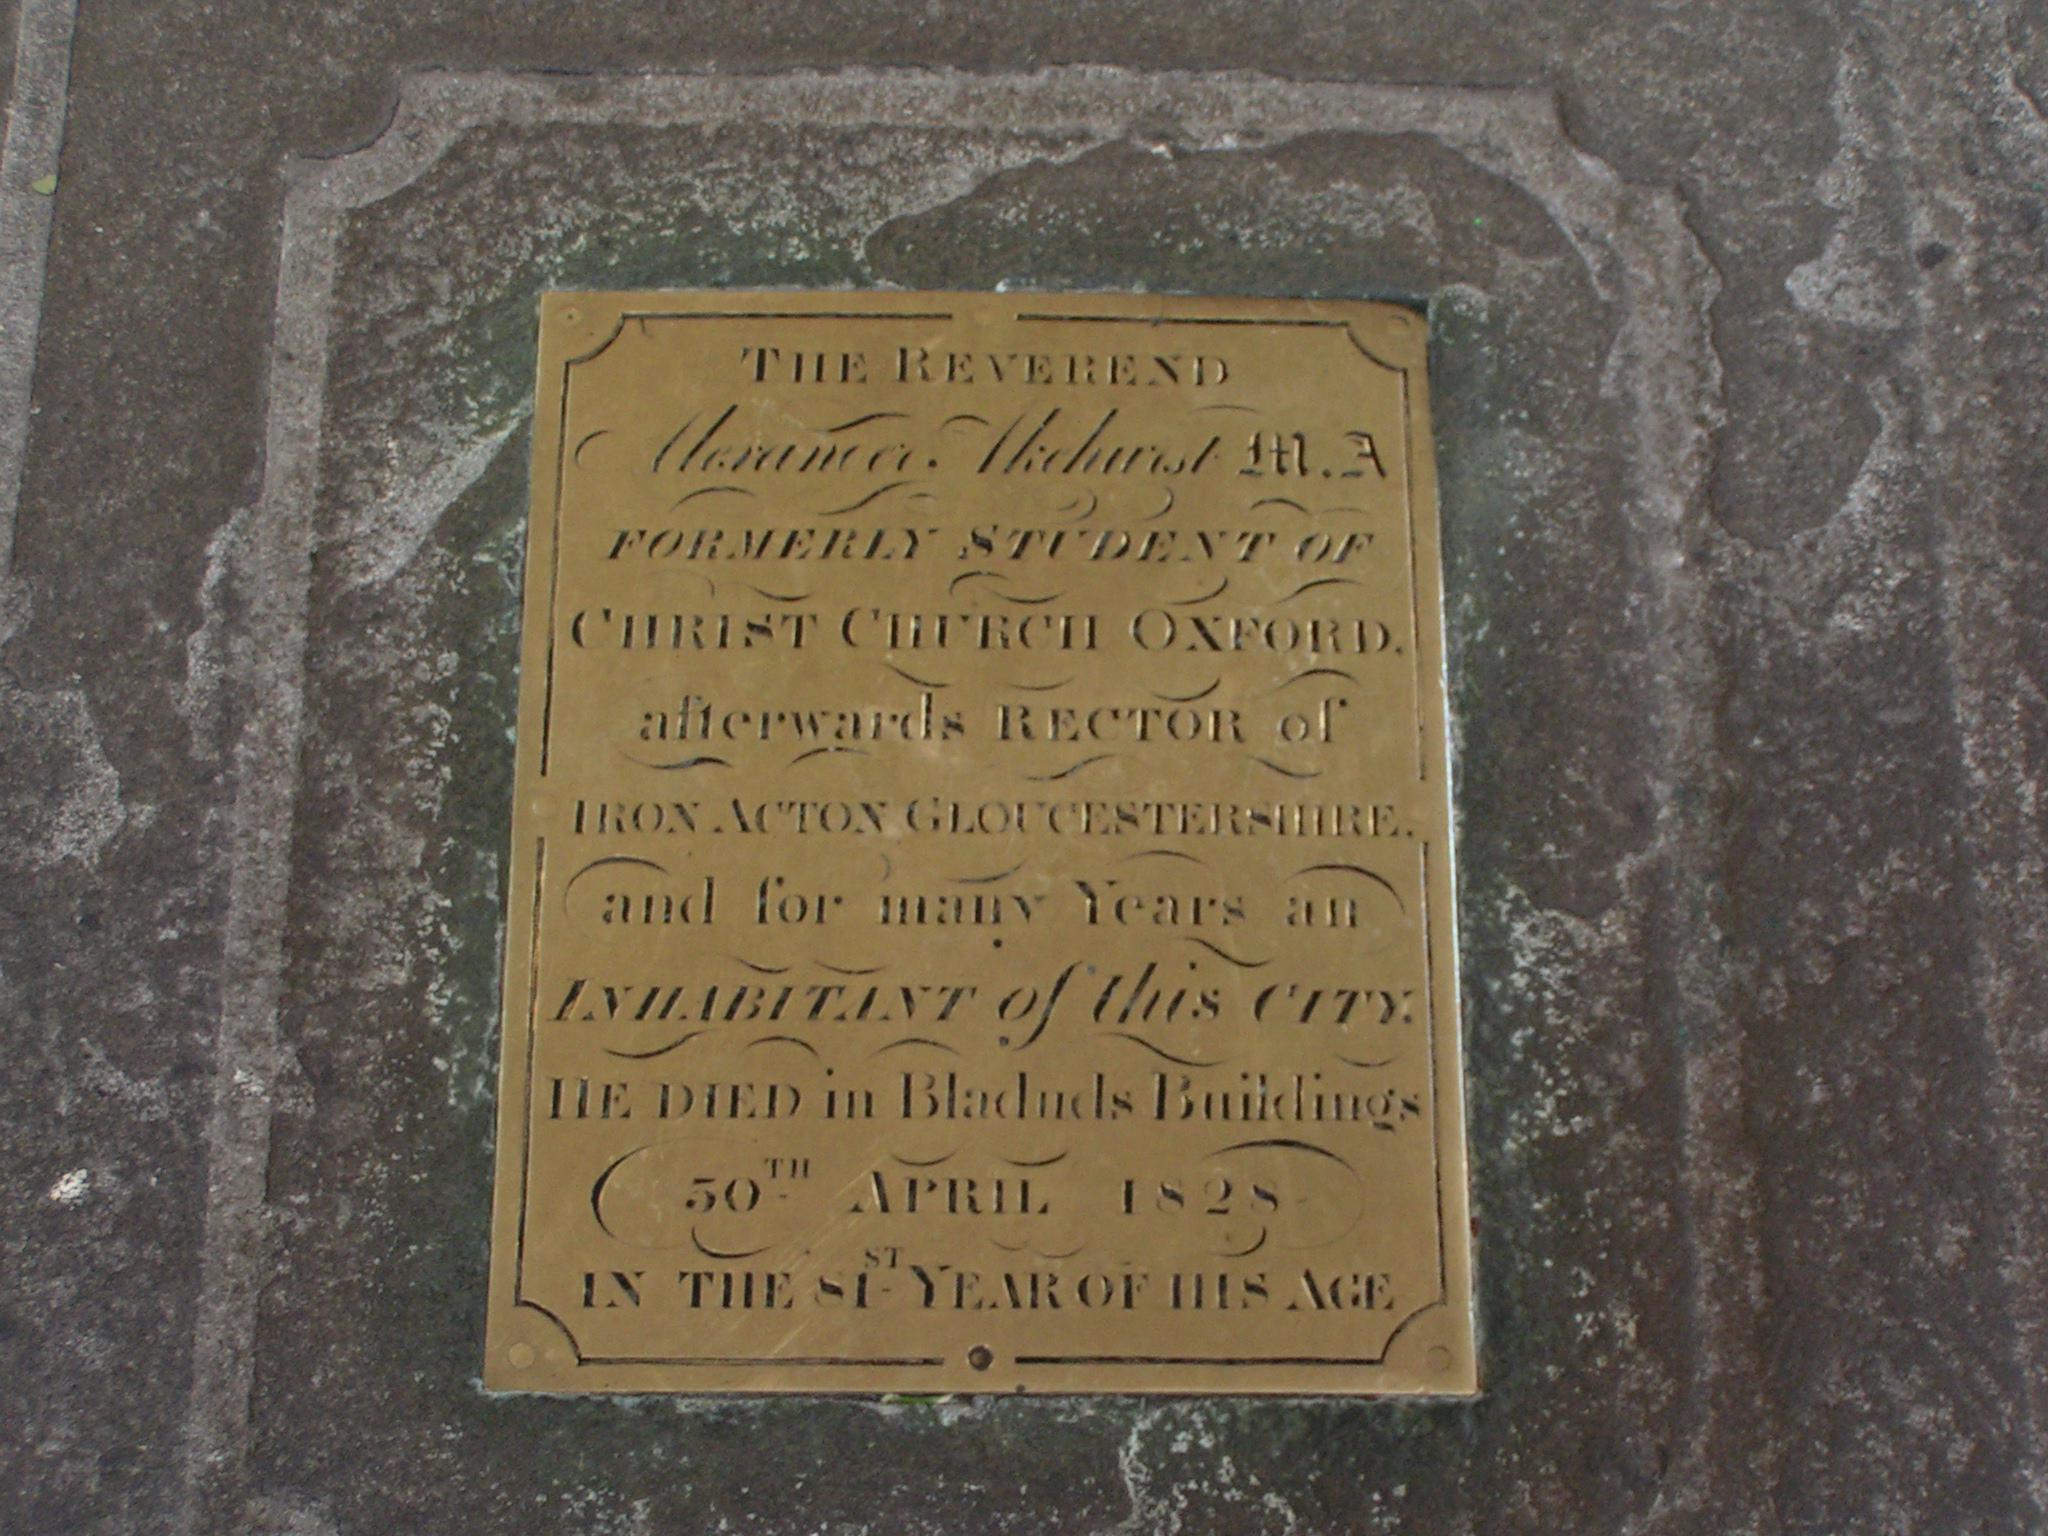 THE REVEREND
Alexander Akehurst M.A
FORMERLY STUDENT OF
CHRIST CHURCH OXFORD.
afterwards RECTOR of
IRON ACTON GLOUCESTERSHIRE.
and for many Years an
INHABITANT of this CITY.
HE DIED in Bladuds Buildings
30TH APRIL 1828
IN THE 81ST YEAR OF HIS AGE